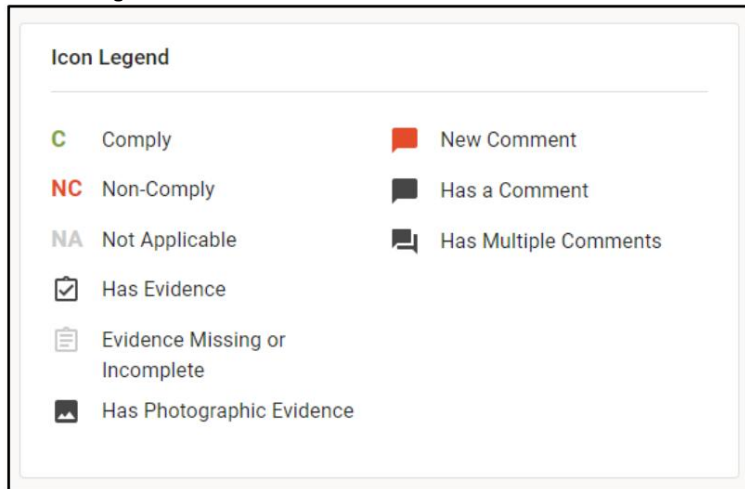 Icon Legend
C Comply
NC Non-Comply
NA Not Applicable
Has Evidence
Evidence Missing or
Incomplete
Has Photographic Evidence
New Comment
Has a Comment
Has Multiple Comments